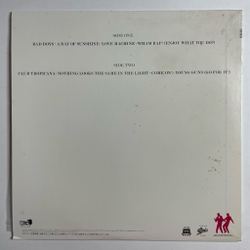 SIDE ONE
BAD BOYS / A RAY OF SUNSHINE / LOVE MACHINE / WHAM RAP! (ENJOY WHAT YOU DO)
SIDE TWO
CLUB TROPICANA / NOTHING LOOKS THE SAME IN THE LIGHT / COME ON! / YOUNG GUNS (GO FOR IT!)